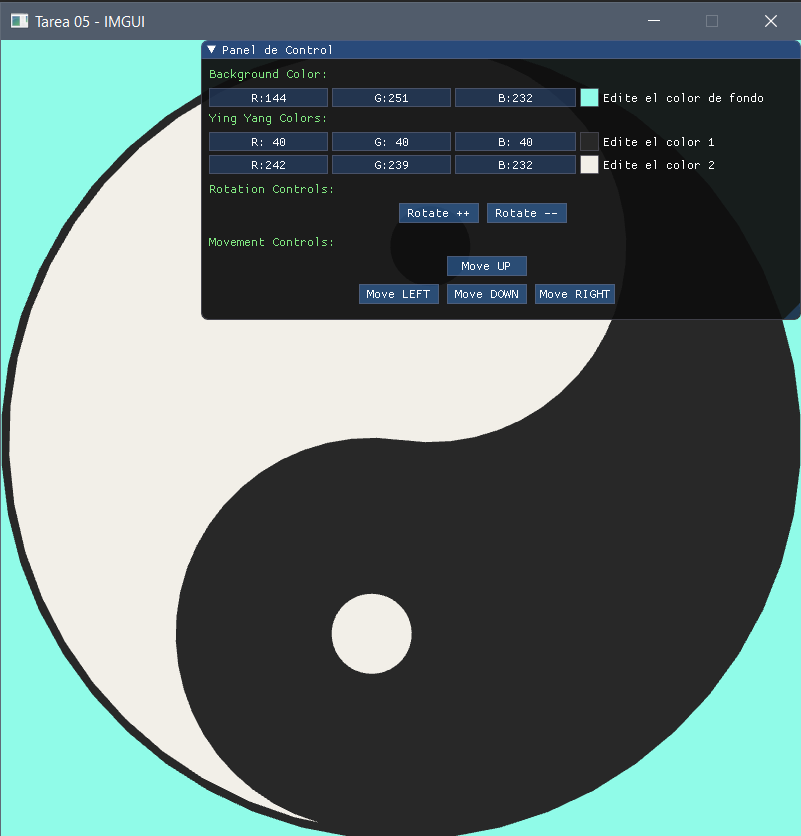 Tarea 05 - IMGUI
Panel de Control
Background Color:
R:144 G:251 B:232 Edite el color de fondo
Ying Yang Colors:
R: 40 G: 40 B: 40 Edite el color 1
R:242 G:239 B:232 Edite el color 2
Rotation Controls:
Rotate ++ Rotate --
Movement Controls:
Move UP
Move LEFT Move DOWN Move RIGHT